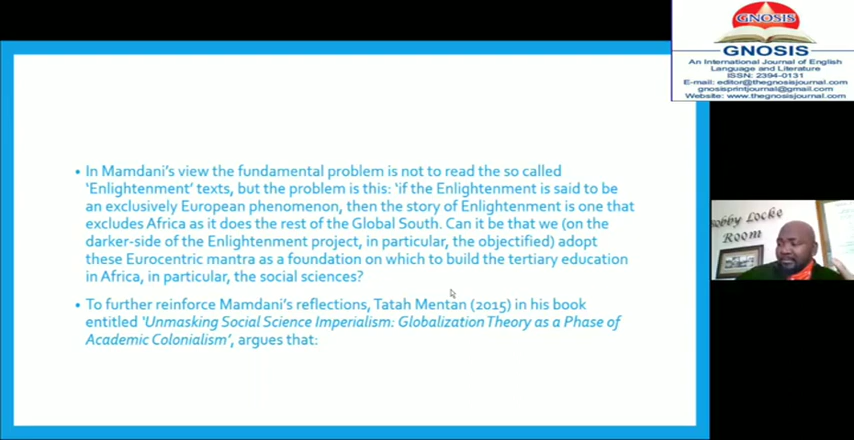 GNOSIS
GNOSIS
An International Journal of English
Language and Literature
ISSN: 2394-0131
E-mail: editor@thegnosisjournal.com
gnosisprintjournal@gmail.com
Website: www.thegnosisjournal.com
• In Mamdani's view the fundamental problem is not to read the so called
'Enlightenment' texts, but the problem is this: 'if the Enlightenment is said to be
an exclusively European phenomenon, then the story of Enlightenment is one that
excludes Africa as it does the rest of the Global South. Can it be that we (on the
darker-side of the Enlightenment project, in particular, the objectified) adopt
these Eurocentric mantra as a foundation on which to build the tertiary education
in Africa, in particular, the social sciences?
• To further reinforce Mamdani's reflections, Tatah Mentan (2015) in his book
entitled 'Unmasking Social Science Imperialism: Globalization Theory as a Phase of
Academic Colonialism', argues that:
Bobby Locke
Room